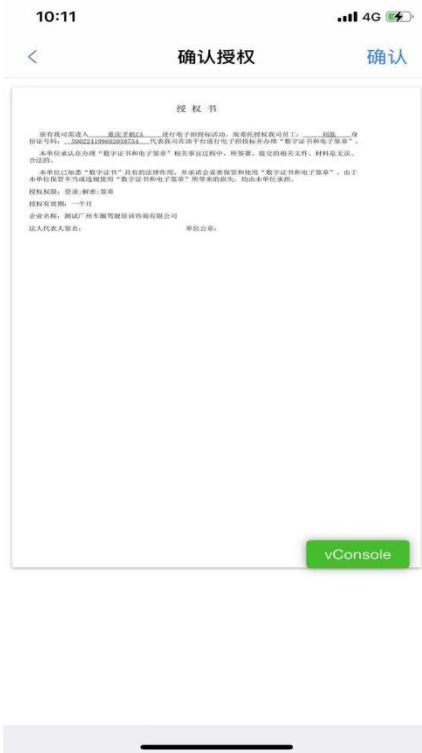 10:11
4G
确认授权
确认
授 权 书
兹有我司需进入 重庆手机CA 进行电子招投标活动，现委托授权我司员工： 身
份证号码： 500224199602058754 代表我司在该平台进行电子招投标并办理“数字证书和电子签章”。
本单位承认在办理“数字证书和电子签章”相关事宜过程中，所签署、提交的相关文件、材料是无误、
合法的。
本单位已知悉“数字证书”具有的法律作用，并承诺会妥善保管和使用“数字证书和电子签章”。由于
本单位保管不当或违规使用“数字证书和电子签章”所带来的损失，均由本单位承担。
授权权限：登录;解密;签章
授权有效期：一个月
企业名称：测试广州车圈驾驶培训咨询有限公司
法人代表人签名： 单位公章：
vConsole